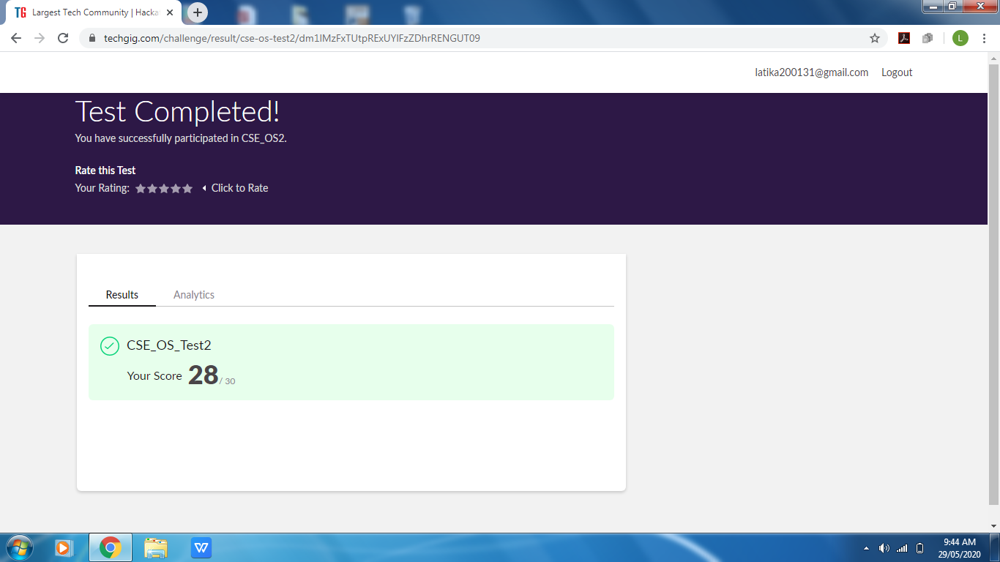 TG Largest Tech Community | Hacka
techgig.com/challenge/result/cse-os-test2/dm1lMzFxTUtpRExUYlFzZDhrRENGUT09
L
latika200131@gmail.com Logout
Test Completed!
You have successfully participated in CSE_OS2.
Rate this Test
Your Rating: Click to Rate
Results Analytics
CSE_OS_Test2
Your Score 28 / 30
W
9:44 AM
29/05/2020